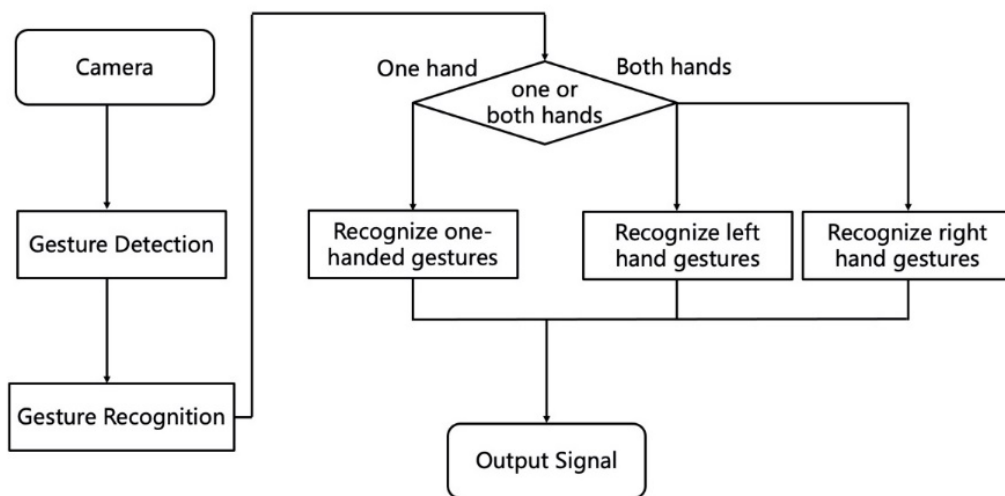 Camera
Gesture Detection
Gesture Recognition
One hand
Both hands
one or
both hands
Recognize one-
handed gestures
Recognize left
hand gestures
Recognize right
hand gestures
Output Signal